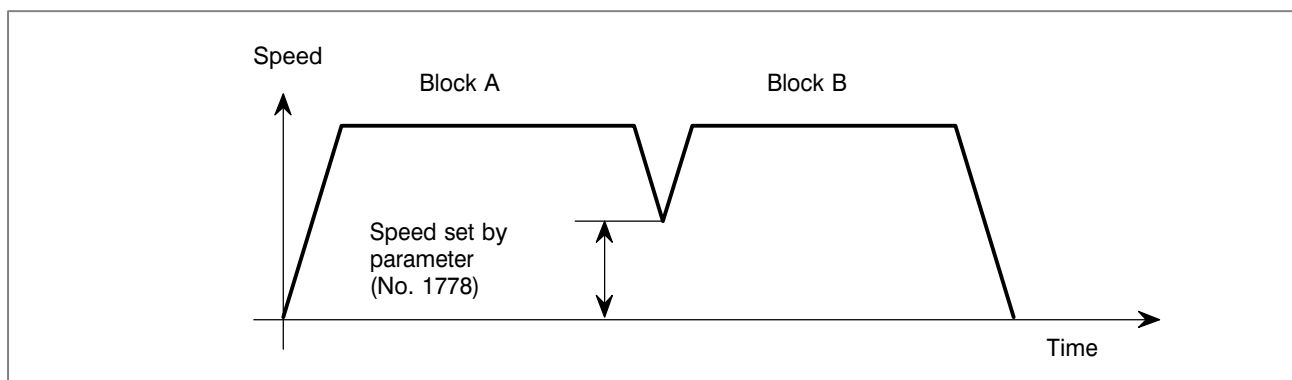 Speed
Block A
Block B
Speed set by
parameter
(No. 1778)
Time